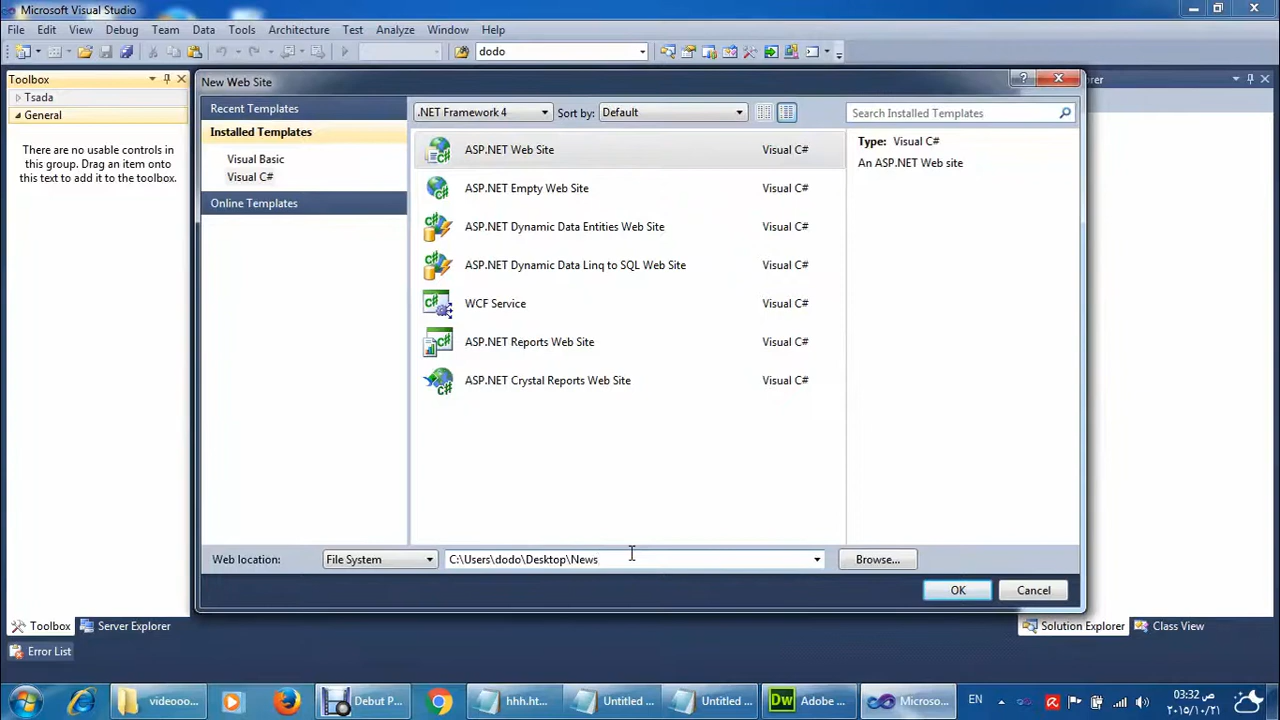 Microsoft Visual Studio
File Edit View Debug Team Data Tools Architecture Test Analyze Window Help
dodo
Toolbox
Tsada
General
There are no usable controls in
this group. Drag an item onto
this text to add it to the toolbox.
New Web Site
Recent Templates
Installed Templates
Visual Basic
Visual C#
Online Templates
.NET Framework 4 Sort by: Default
ASP.NET Web Site Visual C#
ASP.NET Empty Web Site Visual C#
ASP.NET Dynamic Data Entities Web Site Visual C#
ASP.NET Dynamic Data Linq to SQL Web Site Visual C#
WCF Service Visual C#
ASP.NET Reports Web Site Visual C#
ASP.NET Crystal Reports Web Site Visual C#
Search Installed Templates
Type: Visual C#
An ASP.NET Web site
Web location: File System C:\Users\dodo\Desktop\News Browse...
OK Cancel
Toolbox Server Explorer
Solution Explorer Class View
Error List
videooo... Debut P... hhh.ht... Untitled ... Untitled ... Dw Adobe ... Microso... EN
03:32 ص
٢٠١٥/١٠/٢١